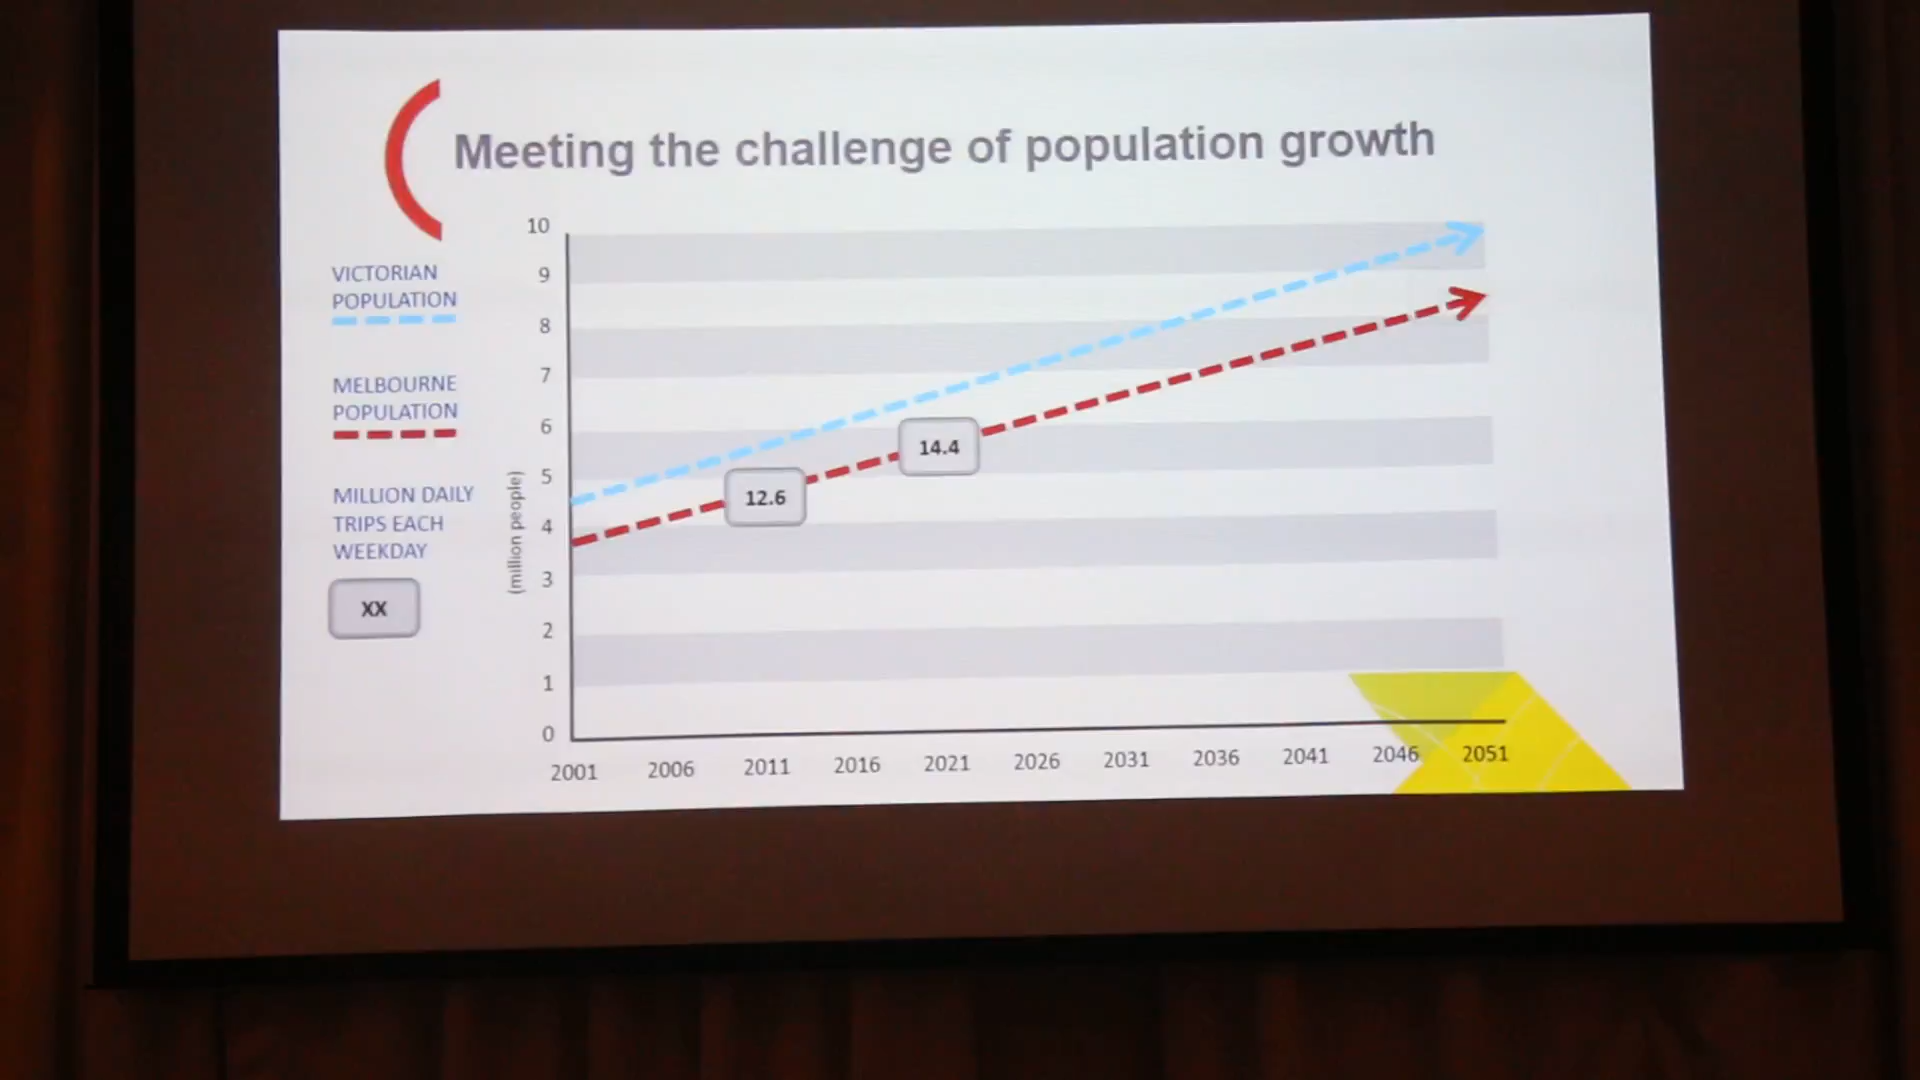 Meeting the challenge of population growth
VICTORIAN
POPULATION
MELBOURNE
POPULATION
MILLION DAILY
TRIPS EACH
WEEKDAY
XX
(million people)
10
9
8
7
6
5
4
3
2
1
0
12.6
14.4
2001 2006 2011 2016 2021 2026 2031 2036 2041 2046 2051